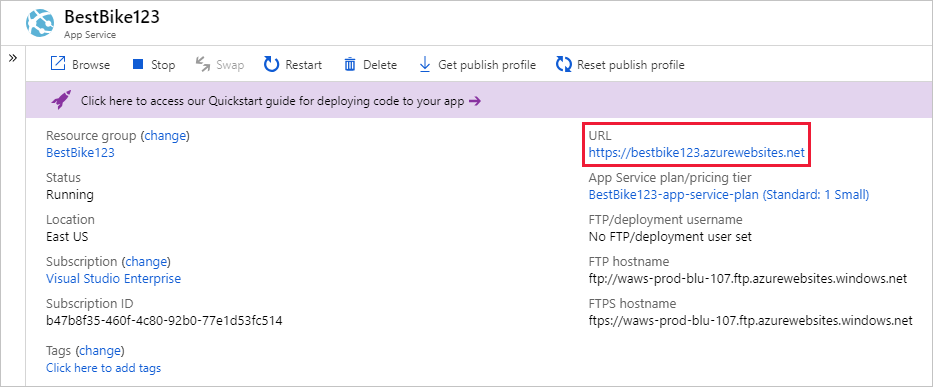 BestBike123
App Service
»
Browse Stop Swap Restart Delete Get publish profile Reset publish profile
Click here to access our Quickstart guide for deploying code to your app →
Resource group (change)
BestBike123
Status
Running
Location
East US
Subscription (change)
Visual Studio Enterprise
Subscription ID
b47b8f35-460f-4c80-92b0-77e1d53fc514
Tags (change)
Click here to add tags
URL
https://bestbike123.azurewebsites.net
App Service plan/pricing tier
BestBike123-app-service-plan (Standard: 1 Small)
FTP/deployment username
No FTP/deployment user set
FTP hostname
ftp://waws-prod-blu-107.ftp.azurewebsites.windows.net
FTPS hostname
ftps://waws-prod-blu-107.ftp.azurewebsites.windows.net